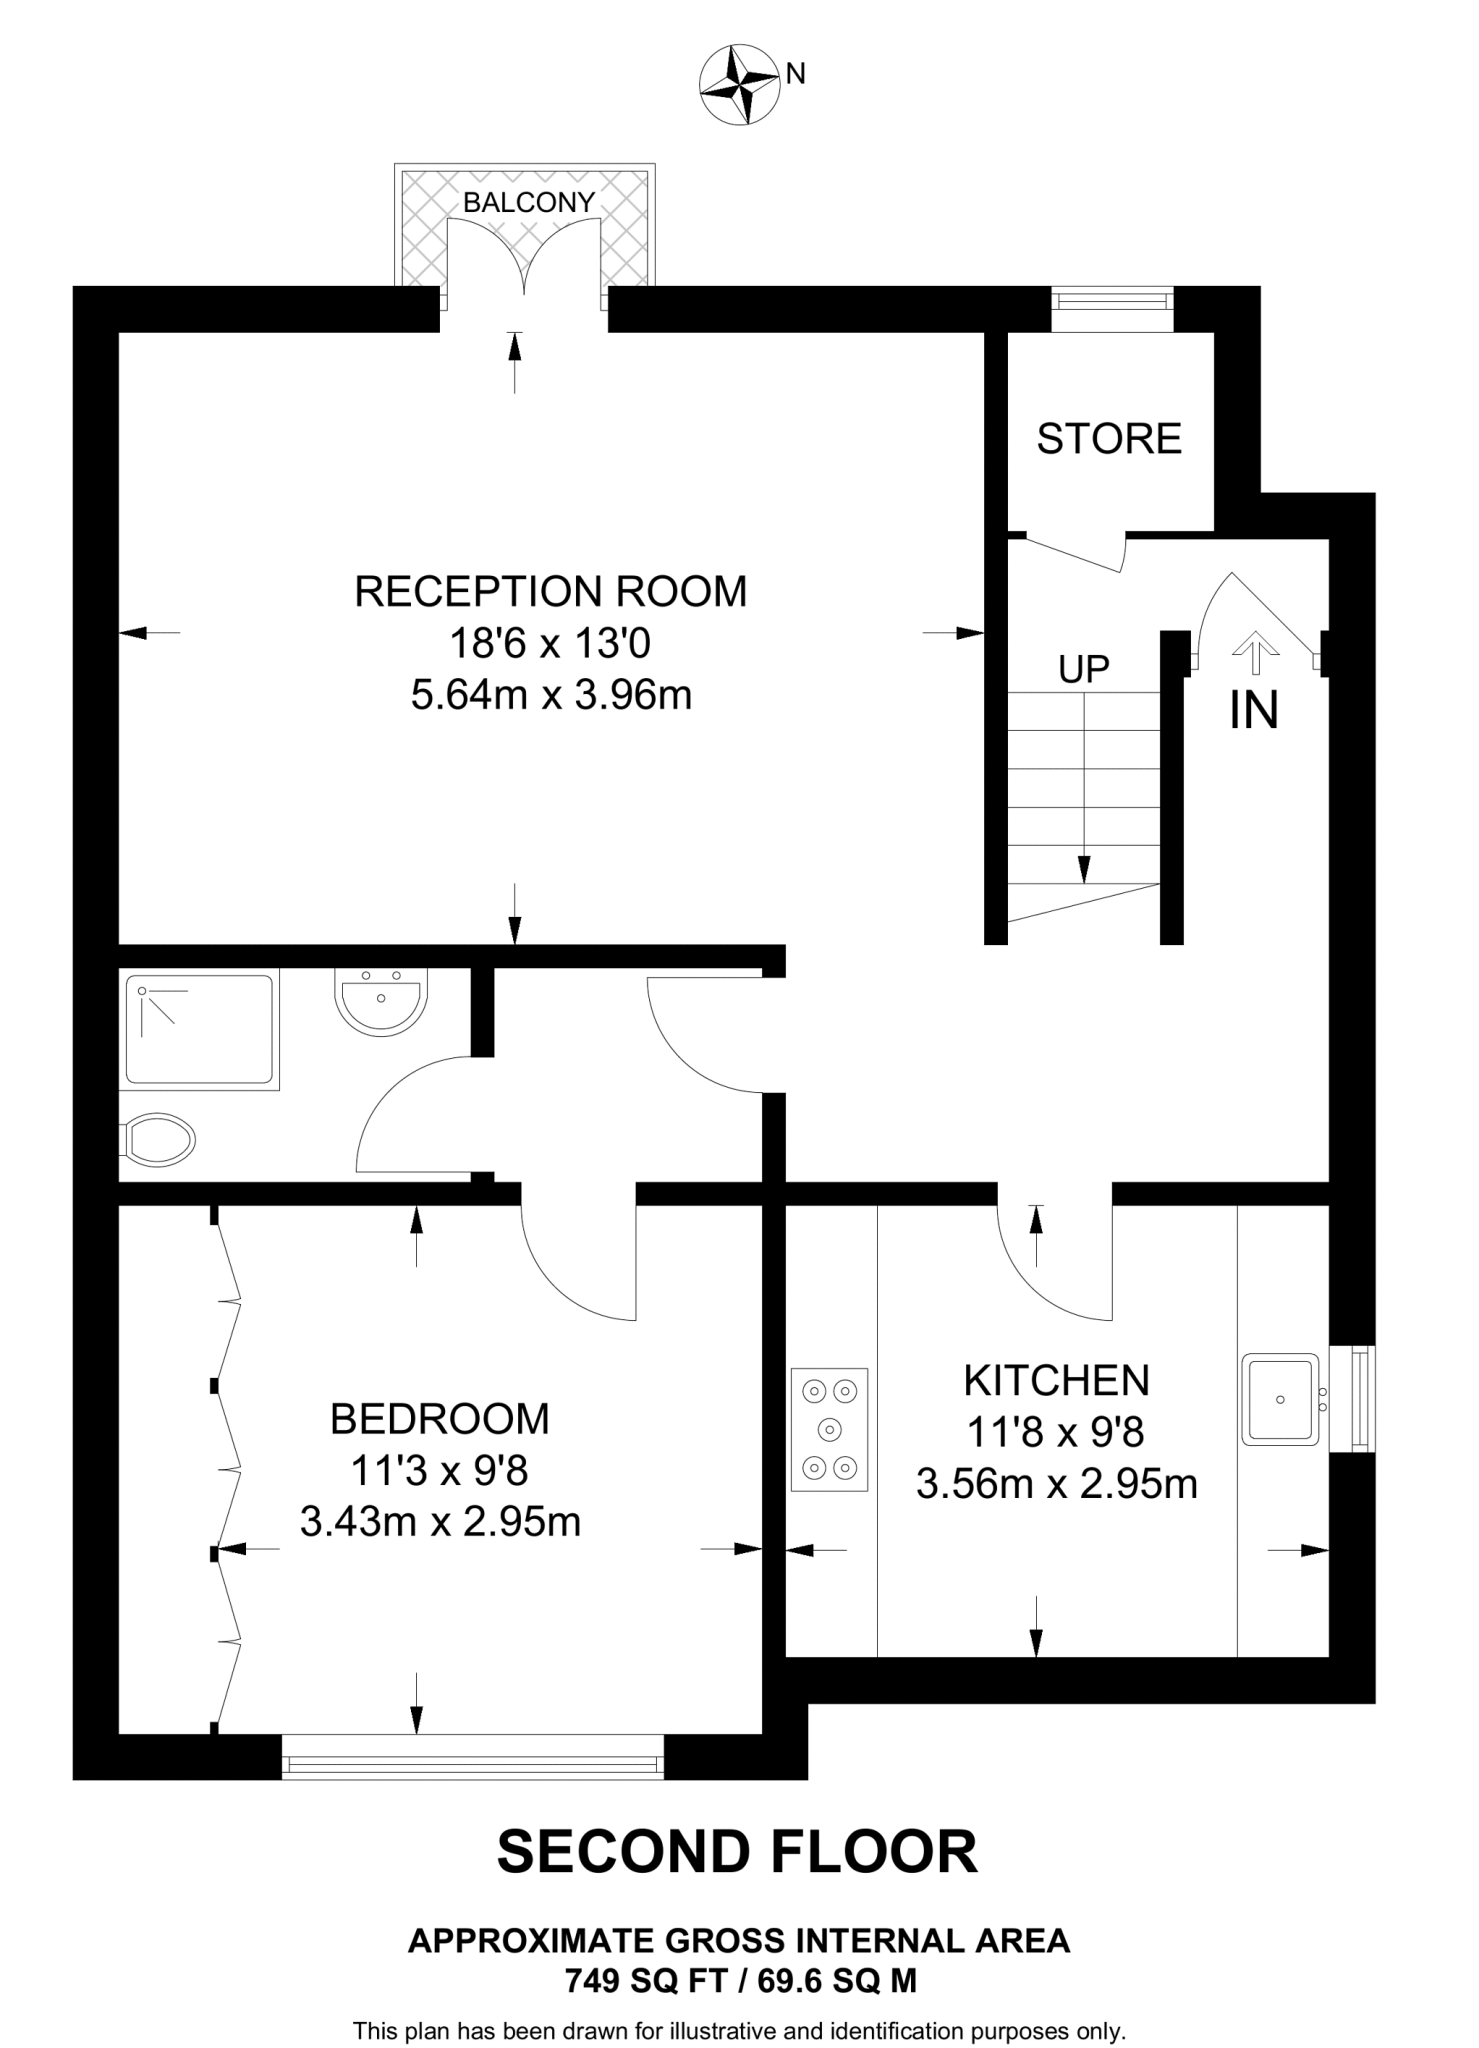 N
BALCONY
STORE
RECEPTION ROOM
18'6 x 13'0
5.64m x 3.96m
UP
IN
KITCHEN
11'8 x 9'8
3.56m x 2.95m
BEDROOM
11'3 x 9'8
3.43m x 2.95m
SECOND FLOOR
APPROXIMATE GROSS INTERNAL AREA
749 SQ FT / 69.6 SQ M
This plan has been drawn for illustrative and identification purposes only.